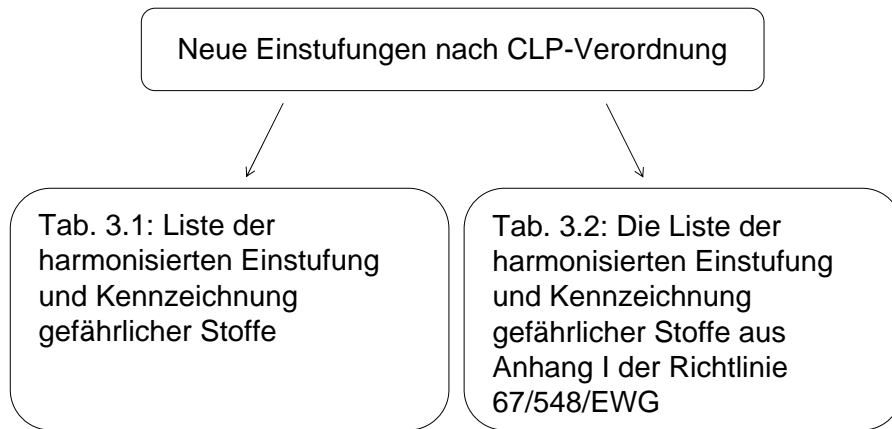 Neue Einstufungen nach CLP-Verordnung
Tab. 3.1: Liste der
harmonisierten Einstufung
und Kennzeichnung
gefährlicher Stoffe
Tab. 3.2: Die Liste der
harmonisierten Einstufung
und Kennzeichnung
gefährlicher Stoffe aus
Anhang I der Richtlinie
67/548/EWG